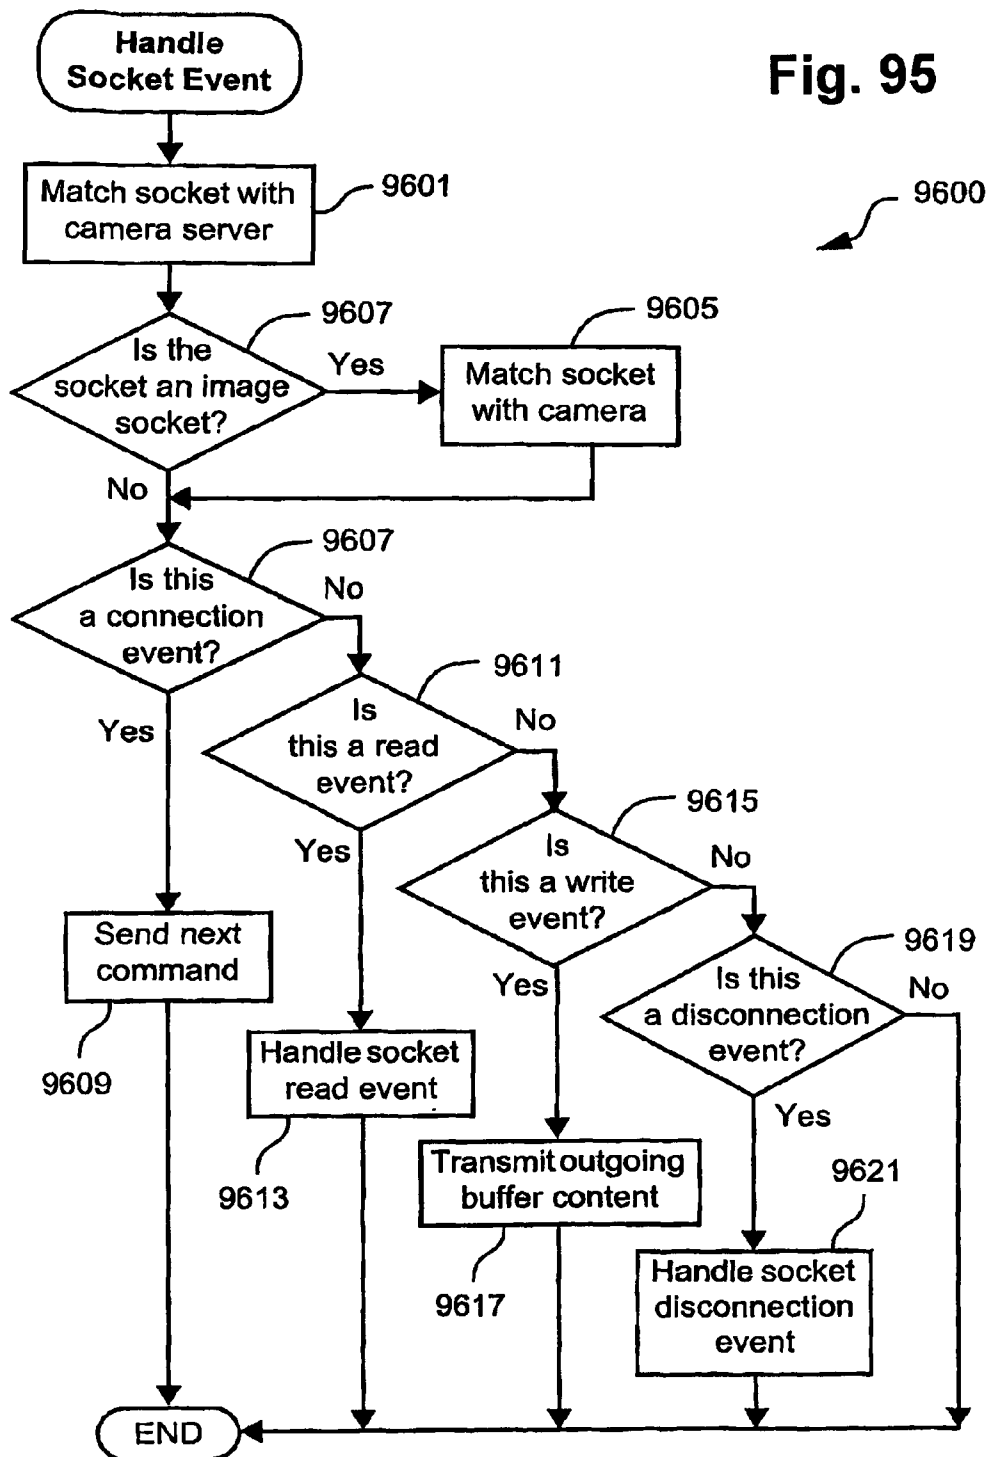 Handle
Socket Event
Fig. 95
Match socket with
camera server
9601
9600
9607
9605
Is the
socket an image
socket?
Yes
Match socket
with camera
No
9607
Is this
a connection
event?
No
9611
Yes
Is
this a read
event?
No
9615
Yes
Is
this a write
event?
No
9619
Send next
command
Yes
Is this
a disconnection
event?
No
9609
Handle socket
read event
Yes
9613
Transmit outgoing
buffer content
9621
9617
Handle socket
disconnection
event
END